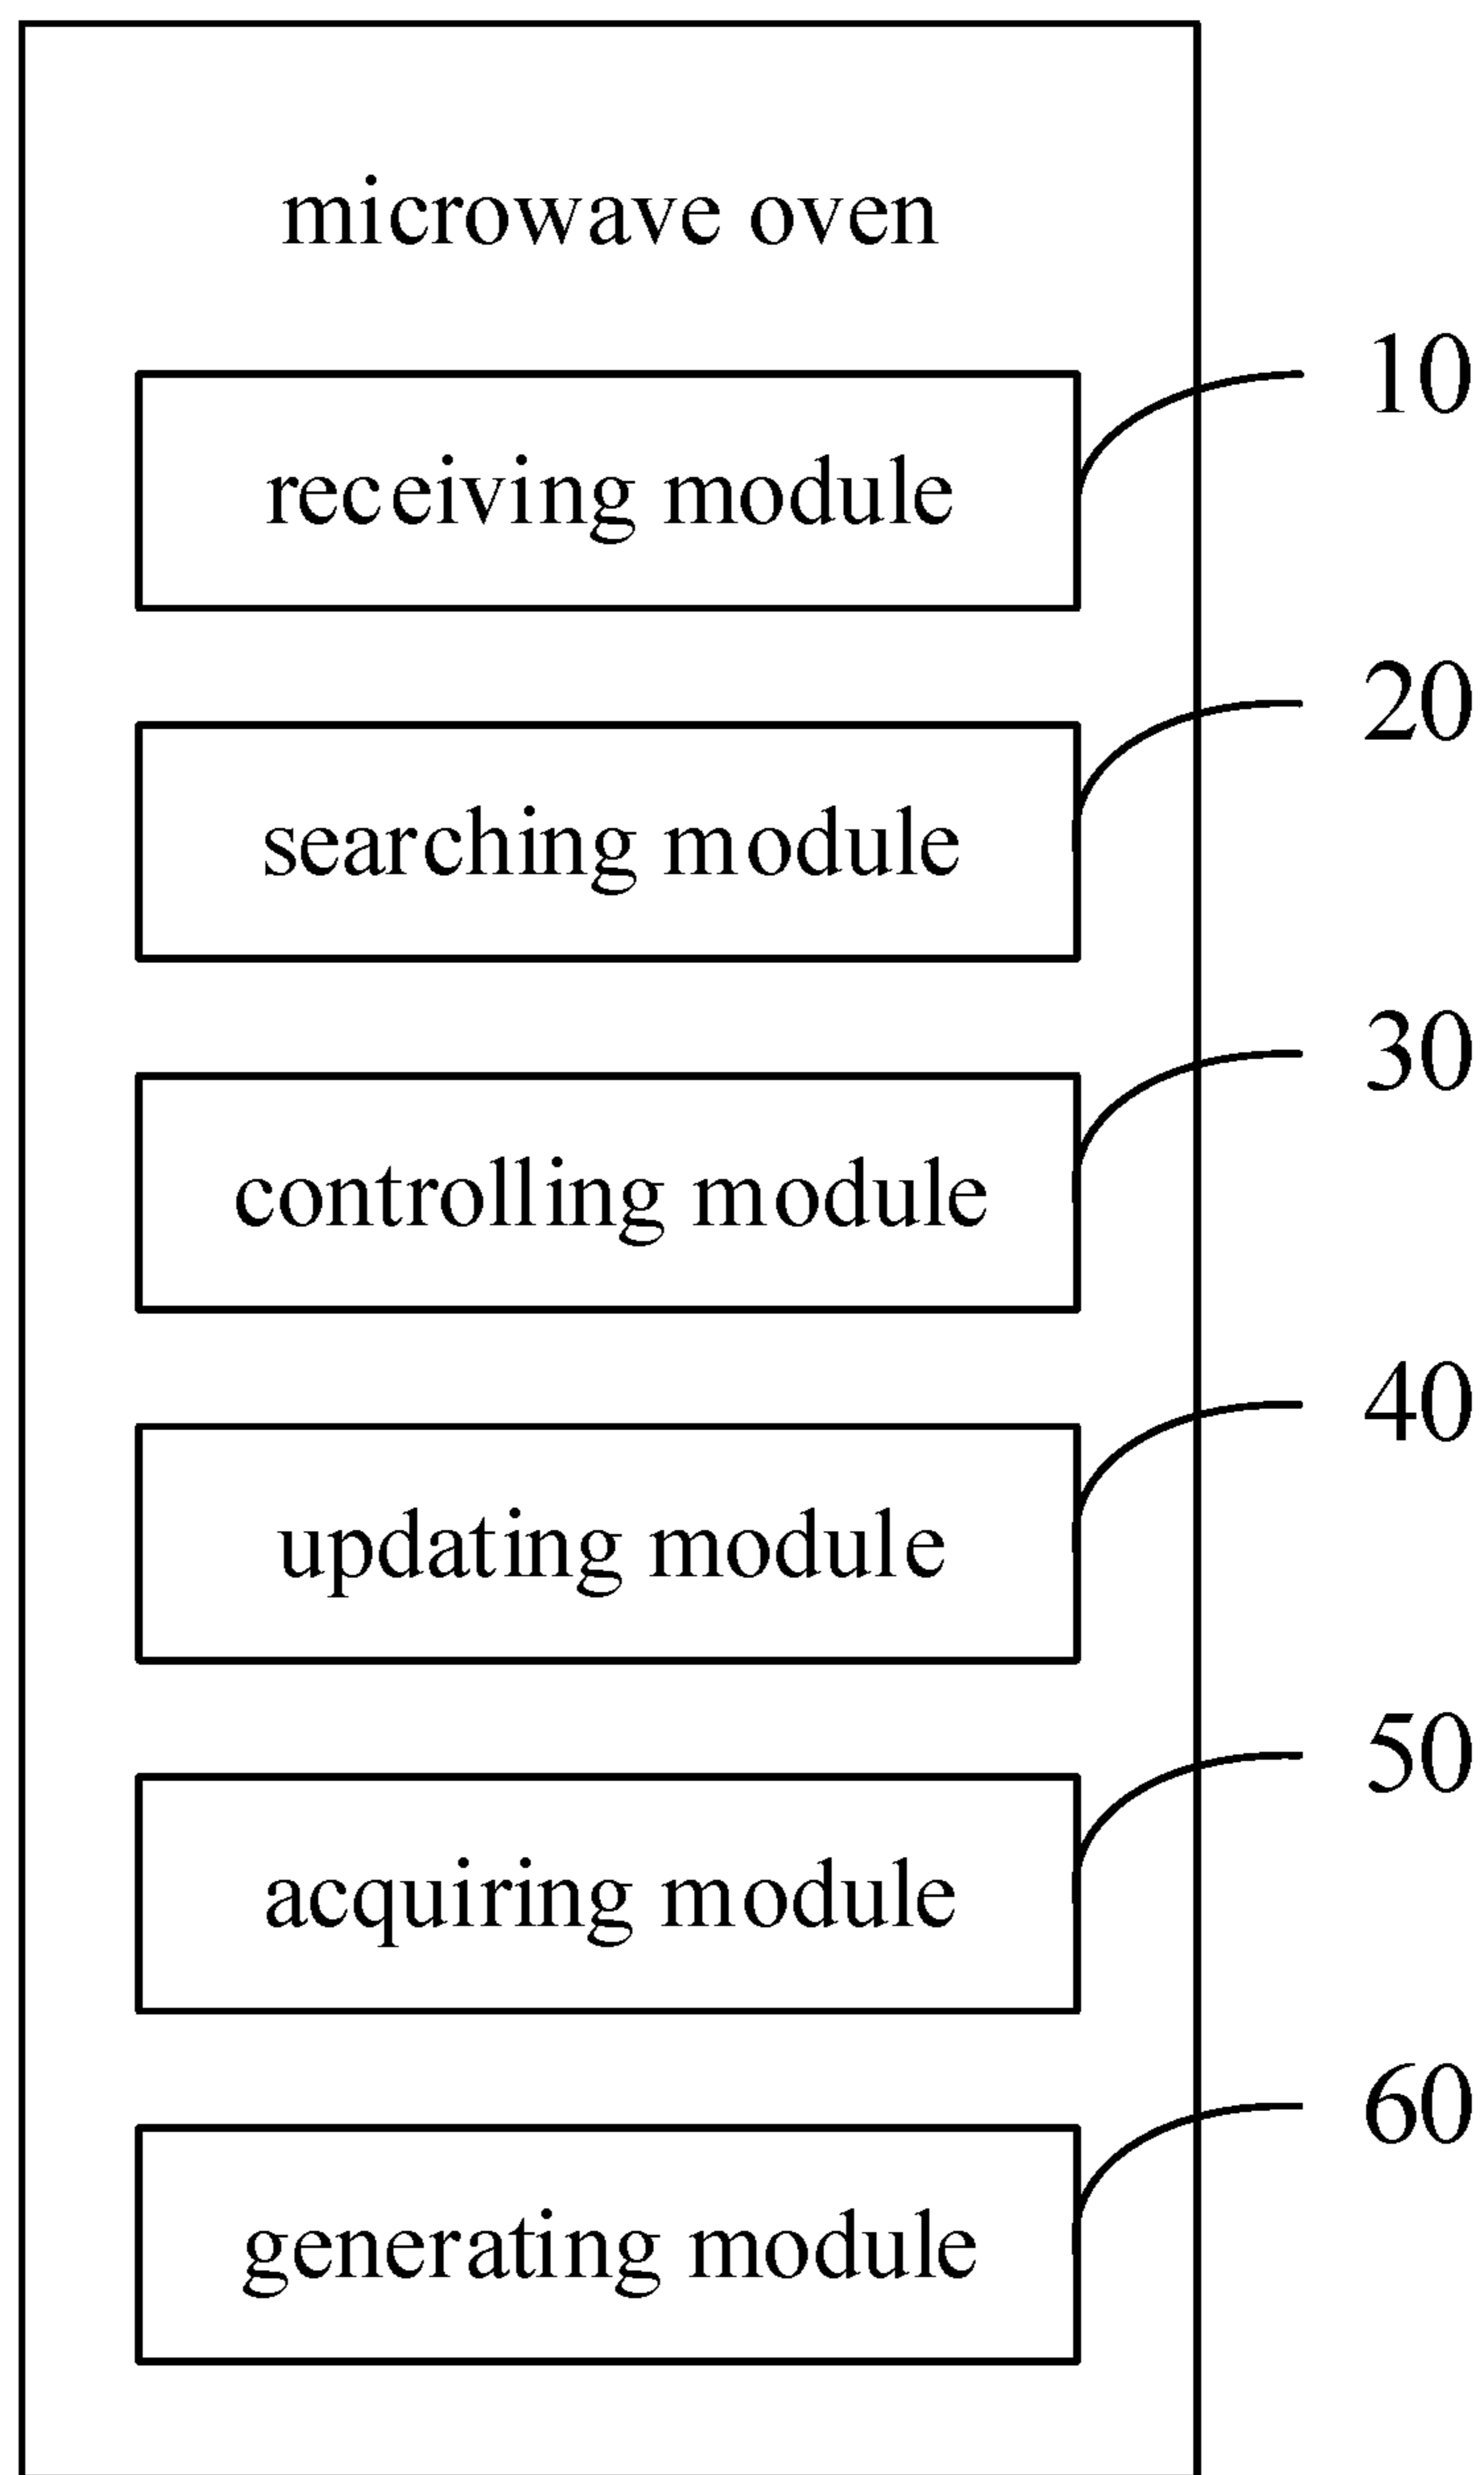 microwave oven
10
receiving module
20
searching module
30
controlling module
40
updating module
50
acquiring module
60
generating module